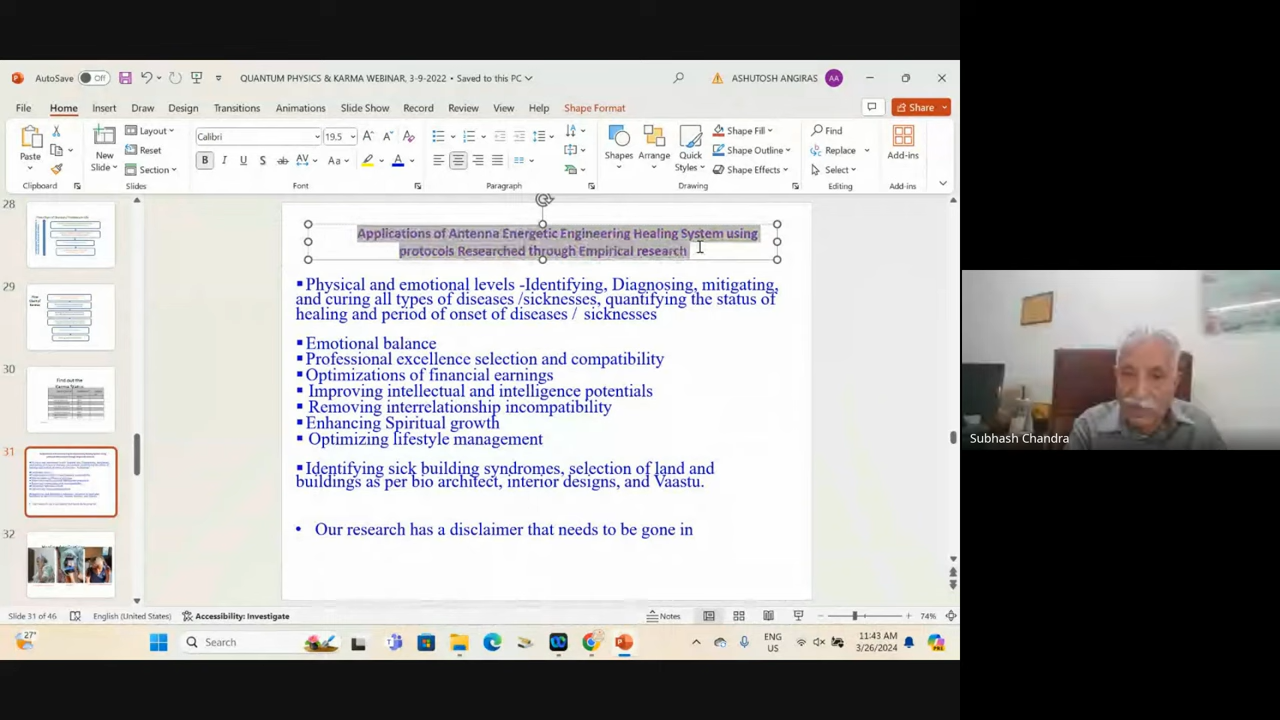 AutoSave Off QUANTUM PHYSICS & KARMA WEBINAR, 3-9-2022 • Saved to this PC ASHUTOSH ANGIRAS AA
File Home Insert Draw Design Transitions Animations Slide Show Record Review View Help Shape Format Share
Paste New Slide Layout Reset Section Calibri 19.5 Shapes Arrange Quick Styles Shape Fill Shape Outline Shape Effects Find Replace Select Add-ins
Clipboard Slides Font Paragraph Drawing Editing Add-ins
28
29
30
Find out the
31
32
Applications of Antenna Energetic Engineering Healing System using
protocols Researched through Empirical research
▪Physical and emotional levels -Identifying, Diagnosing, mitigating,
and curing all types of diseases /sicknesses, quantifying the status of
healing and period of onset of diseases / sicknesses
▪Emotional balance
▪Professional excellence selection and compatibility
▪Optimizations of financial earnings
▪ Improving intellectual and intelligence potentials
▪ Removing interrelationship incompatibility
▪Enhancing Spiritual growth
▪ Optimizing lifestyle management
▪Identifying sick building syndromes, selection of land and
buildings as per bio architect, interior designs, and Vaastu.
• Our research has a disclaimer that needs to be gone in
Subhash Chandra
Slide 31 of 46 English (United States) Accessibility: Investigate Notes 74%
27° Search ENG US 11:43 AM 3/26/2024